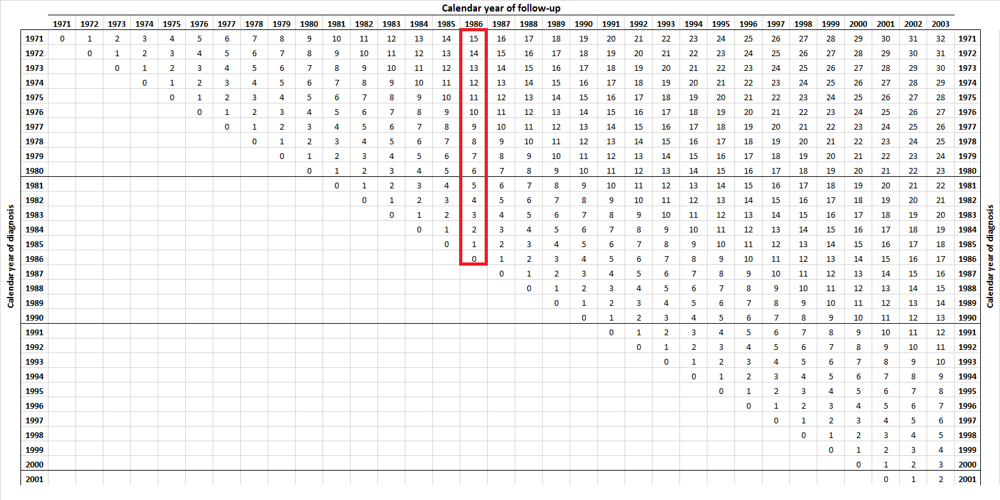 Calendar year of follow-up
1971 1972 1973 1974 1975 1976 1977 1978 1979 1980 1981 1982 1983 1984 1985 1986 1987 1988 1989 1990 1991 1992 1993 1994 1995 1996 1997 1998 1999 2000 2001 2002 2003
1971 0 1 2 3 4 5 6 7 8 9 10 11 12 13 14 15 16 17 18 19 20 21 22 23 24 25 26 27 28 29 30 31 32 1971
1972 0 1 2 3 4 5 6 7 8 9 10 11 12 13 14 15 16 17 18 19 20 21 22 23 24 25 26 27 28 29 30 31 1972
1973 0 1 2 3 4 5 6 7 8 9 10 11 12 13 14 15 16 17 18 19 20 21 22 23 24 25 26 27 28 29 30 1973
1974 0 1 2 3 4 5 6 7 8 9 10 11 12 13 14 15 16 17 18 19 20 21 22 23 24 25 26 27 28 29 1974
1975 0 1 2 3 4 5 6 7 8 9 10 11 12 13 14 15 16 17 18 19 20 21 22 23 24 25 26 27 28 1975
1976 0 1 2 3 4 5 6 7 8 9 10 11 12 13 14 15 16 17 18 19 20 21 22 23 24 25 26 27 1976
1977 0 1 2 3 4 5 6 7 8 9 10 11 12 13 14 15 16 17 18 19 20 21 22 23 24 25 26 1977
1978 0 1 2 3 4 5 6 7 8 9 10 11 12 13 14 15 16 17 18 19 20 21 22 23 24 25 1978
1979 0 1 2 3 4 5 6 7 8 9 10 11 12 13 14 15 16 17 18 19 20 21 22 23 24 1979
1980 0 1 2 3 4 5 6 7 8 9 10 11 12 13 14 15 16 17 18 19 20 21 22 23 1980
1981 0 1 2 3 4 5 6 7 8 9 10 11 12 13 14 15 16 17 18 19 20 21 22 1981
1982 0 1 2 3 4 5 6 7 8 9 10 11 12 13 14 15 16 17 18 19 20 21 1982
1983 0 1 2 3 4 5 6 7 8 9 10 11 12 13 14 15 16 17 18 19 20 1983
1984 0 1 2 3 4 5 6 7 8 9 10 11 12 13 14 15 16 17 18 19 1984
1985 0 1 2 3 4 5 6 7 8 9 10 11 12 13 14 15 16 17 18 1985
1986 0 1 2 3 4 5 6 7 8 9 10 11 12 13 14 15 16 17 1986
1987 0 1 2 3 4 5 6 7 8 9 10 11 12 13 14 15 16 1987
1988 0 1 2 3 4 5 6 7 8 9 10 11 12 13 14 15 1988
1989 0 1 2 3 4 5 6 7 8 9 10 11 12 13 14 1989
1990 0 1 2 3 4 5 6 7 8 9 10 11 12 13 1990
1991 0 1 2 3 4 5 6 7 8 9 10 11 12 1991
1992 0 1 2 3 4 5 6 7 8 9 10 11 1992
1993 0 1 2 3 4 5 6 7 8 9 10 1993
1994 0 1 2 3 4 5 6 7 8 9 1994
1995 0 1 2 3 4 5 6 7 8 1995
1996 0 1 2 3 4 5 6 7 1996
1997 0 1 2 3 4 5 6 1997
1998 0 1 2 3 4 5 1998
1999 0 1 2 3 4 1999
2000 0 1 2 3 2000
2001 0 1 2 2001
Calendar year of diagnosis
Calendar year of diagnosis